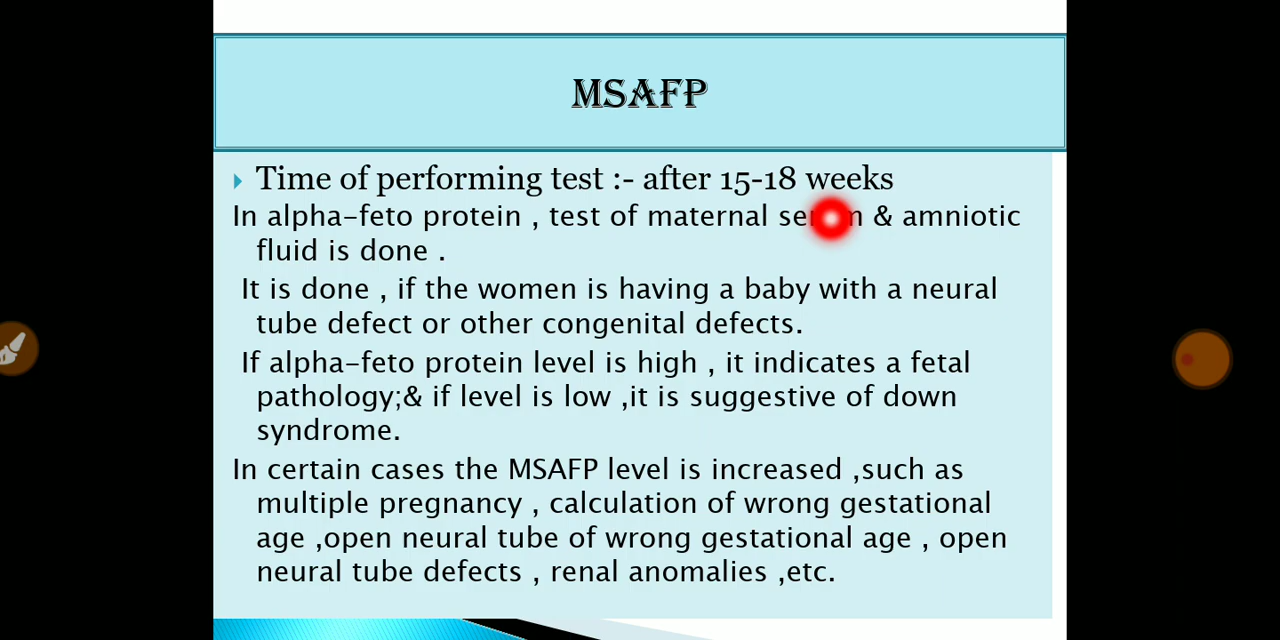 MSAFP
Time of performing test :- after 15-18 weeks
In alpha-feto protein , test of maternal serum & amniotic
fluid is done .
It is done , if the women is having a baby with a neural
tube defect or other congenital defects.
If alpha-feto protein level is high , it indicates a fetal
pathology;& if level is low ,it is suggestive of down
syndrome.
In certain cases the MSAFP level is increased ,such as
multiple pregnancy , calculation of wrong gestational
age ,open neural tube of wrong gestational age , open
neural tube defects , renal anomalies ,etc.